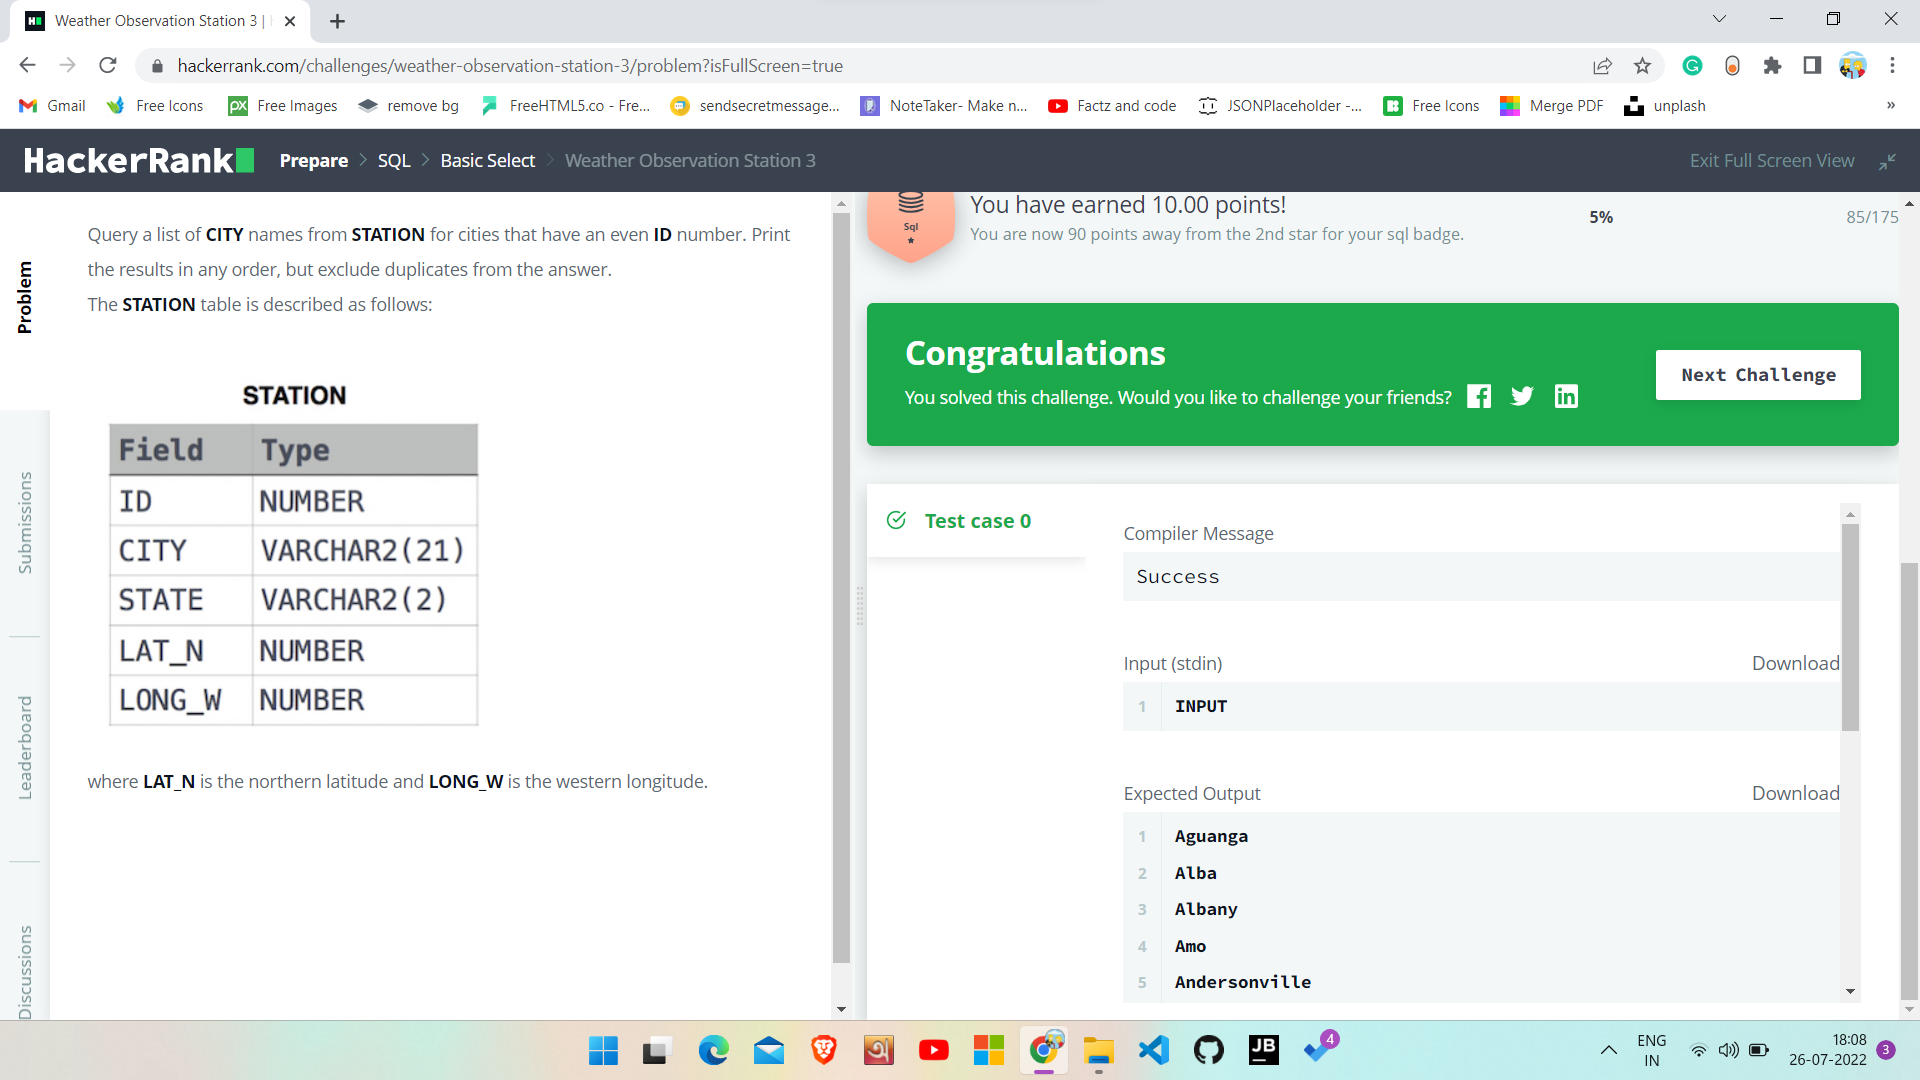 Weather Observation Station 3 |
hackerrank.com/challenges/weather-observation-station-3/problem?isFullScreen=true
Gmail Free Icons Free Images remove bg FreeHTML5.co - Fre... sendsecretmessage... NoteTaker- Make n... Factz and code JSONPlaceholder -... Free Icons Merge PDF unplash »
HackerRank Prepare > SQL > Basic Select > Weather Observation Station 3 Exit Full Screen View
Problem
Submissions
Leaderboard
Discussions
Query a list of CITY names from STATION for cities that have an even ID number. Print
the results in any order, but exclude duplicates from the answer.
The STATION table is described as follows:
STATION
Field Type
ID NUMBER
CITY VARCHAR2(21)
STATE VARCHAR2(2)
LAT_N NUMBER
LONG_W NUMBER
where LAT_N is the northern latitude and LONG_W is the western longitude.
Sql
You have earned 10.00 points!
You are now 90 points away from the 2nd star for your sql badge.
5% 85/175
Congratulations
You solved this challenge. Would you like to challenge your friends?
Next Challenge
Test case 0
Compiler Message
Success
Input (stdin) Download
1 INPUT
Expected Output Download
1 Aguanga
2 Alba
3 Albany
4 Amo
5 Andersonville
অ
JB
4
ENG
IN
18:08
26-07-2022
3